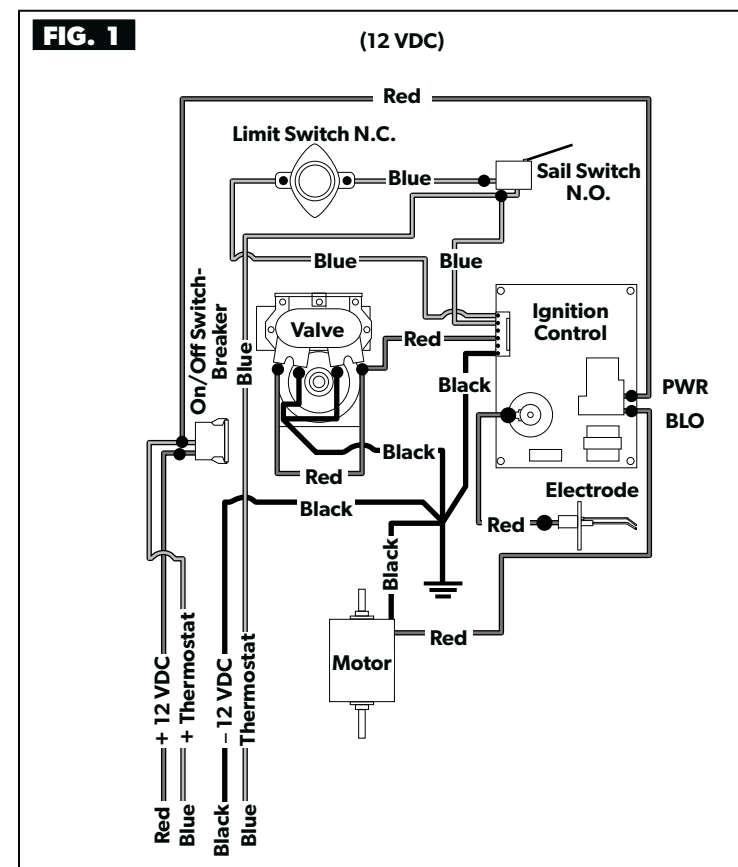 FIG. 1
(12 VDC)
Red
Limit Switch N.C.
Blue
Sail Switch
N.O.
Blue
Blue
Ignition
Control
Valve
Red
On/Off Switch-
Breaker
Blue
Black
PWR
BLO
Black
Red
Black
Electrode
Red
Black
Red
Motor
Red + 12 VDC
Blue + Thermostat
Black – 12 VDC
Blue Thermostat